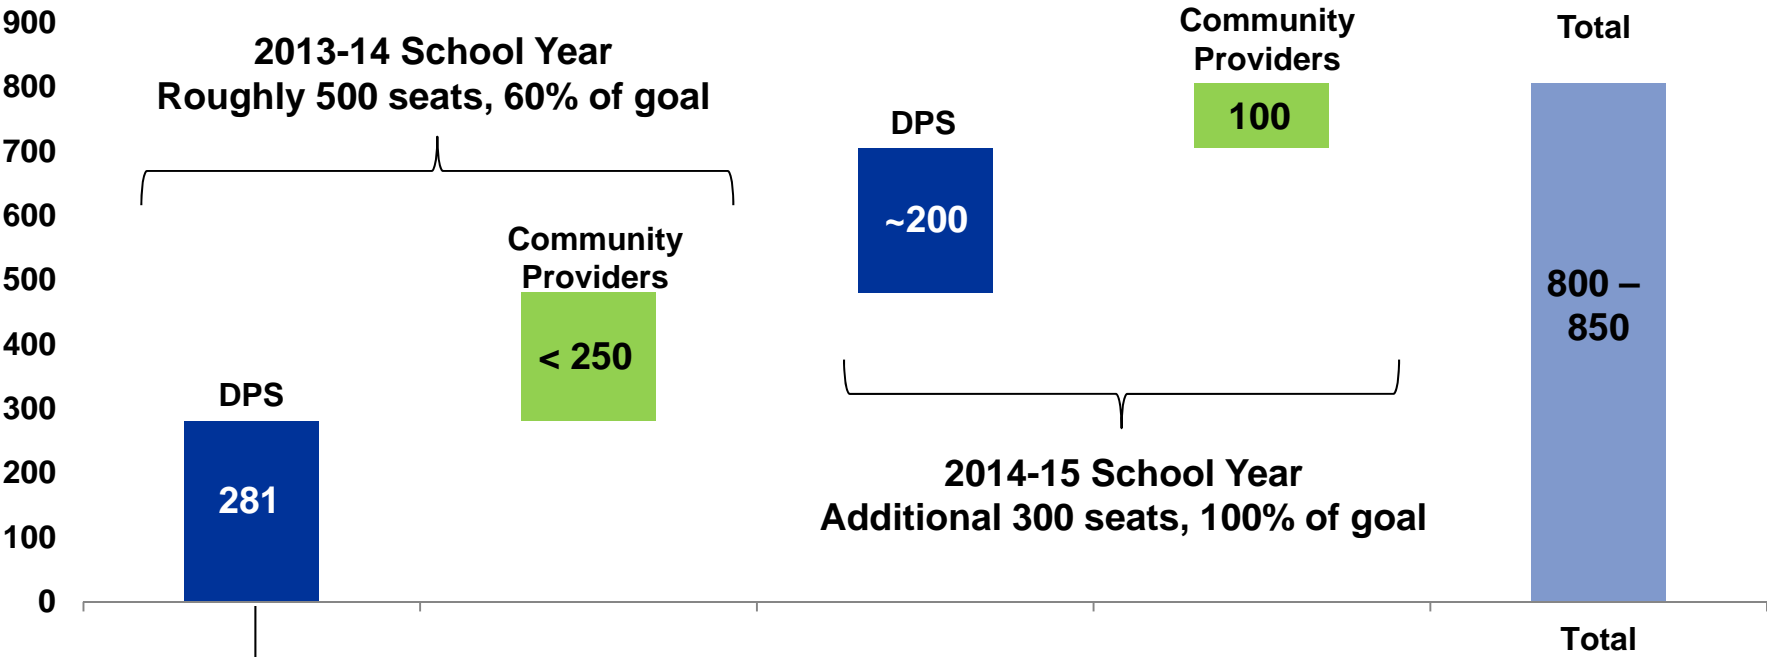 900
800
700
600
500
400
300
200
100
0
2013-14 School Year
Roughly 500 seats, 60% of goal
DPS
281
Community
Providers
< 250
DPS
~200
Community
Providers
100
2014-15 School Year
Additional 300 seats, 100% of goal
Total
800 –
850
Total